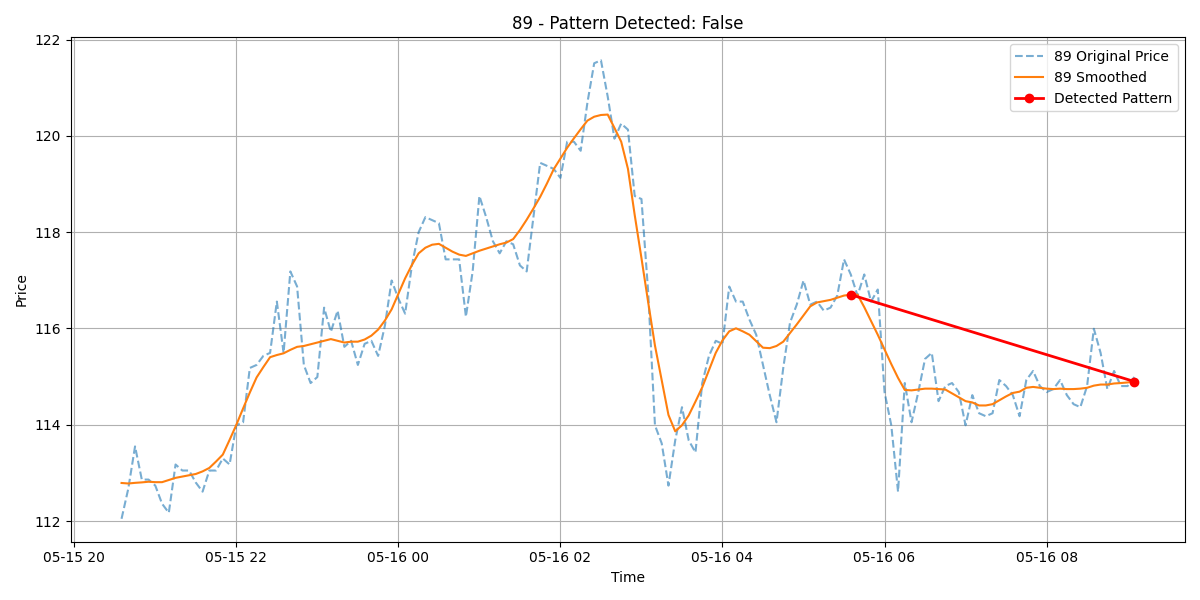 89 - Pattern Detected: False
89 Original Price
89 Smoothed
Detected Pattern
Price
122
120
118
116
114
112
05-15 20
05-15 22
05-16 00
05-16 02
05-16 04
05-16 06
05-16 08
Time